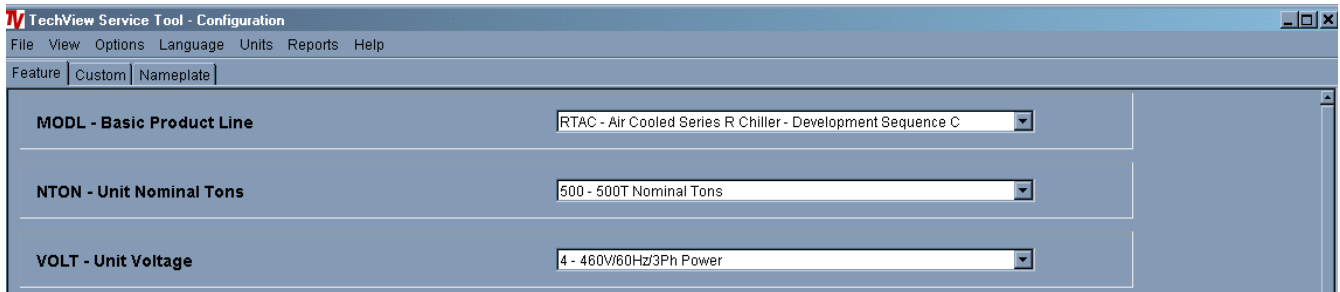 TV TechView Service Tool - Configuration
File View Options Language Units Reports Help
Feature Custom Nameplate
MODL - Basic Product Line RTAC - Air Cooled Series R Chiller - Development Sequence C
NTON - Unit Nominal Tons 500 - 500T Nominal Tons
VOLT - Unit Voltage 4 - 460V/60Hz/3Ph Power